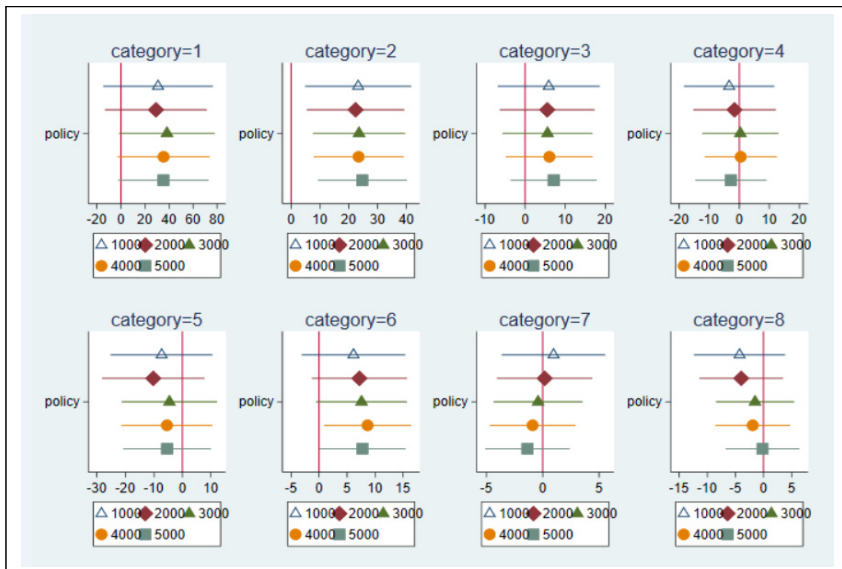 category=1
category=2
category=3
category=4
policy
policy
policy
policy
-20 0 20 40 60 80
0 10 20 30 40
-10 0 10 20
-20 -10 0 10 20
1000 2000 3000
4000 5000
1000 2000 3000
4000 5000
1000 2000 3000
4000 5000
1000 2000 3000
4000 5000
category=5
category=6
category=7
category=8
policy
policy
policy
policy
-30 -20 -10 0 10
-5 0 5 10 15
-5 0 5
-15 -10 -5 0 5
1000 2000 3000
4000 5000
1000 2000 3000
4000 5000
1000 2000 3000
4000 5000
1000 2000 3000
4000 5000